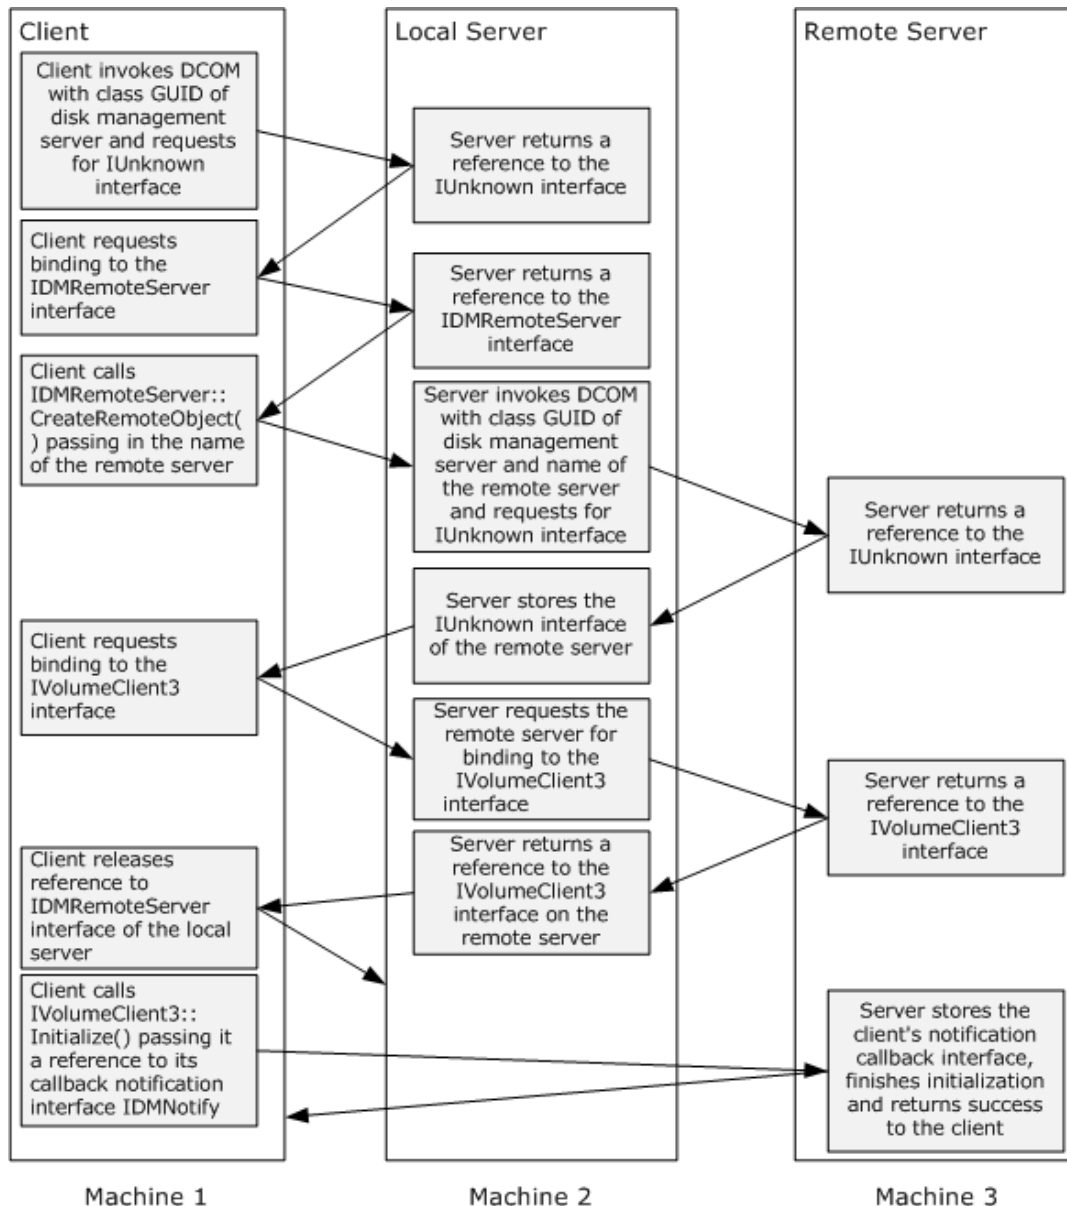 Client
Client invokes DCOM
with class GUID of
disk management
server and requests
for IUnknown
interface
Client requests
binding to the
IDMRemoteServer
interface
Client calls
IDMRemoteServer::
CreateRemoteObject(
) passing in the name
of the remote server
Client requests
binding to the
IVolumeClient3
interface
Client releases
reference to
IDMRemoteServer
interface of the local
server
Client calls
IVolumeClient3::
Initialize() passing it
a reference to its
callback notification
interface IDMNotify
Machine 1
Local Server
Server returns a
reference to the
IUnknown interface
Server returns a
reference to the
IDMRemoteServer
interface
Server invokes DCOM
with class GUID of
disk management
server and name of
the remote server
and requests for
IUnknown interface
Server stores the
IUnknown interface
of the remote server
Server requests the
remote server for
binding to the
IVolumeClient3
interface
Server returns a
reference to the
IVolumeClient3
interface on the
remote server
Machine 2
Remote Server
Server returns a
reference to the
IUnknown interface
Server returns a
reference to the
IVolumeClient3
interface
Server stores the
client's notification
callback interface,
finishes initialization
and returns success
to the client
Machine 3